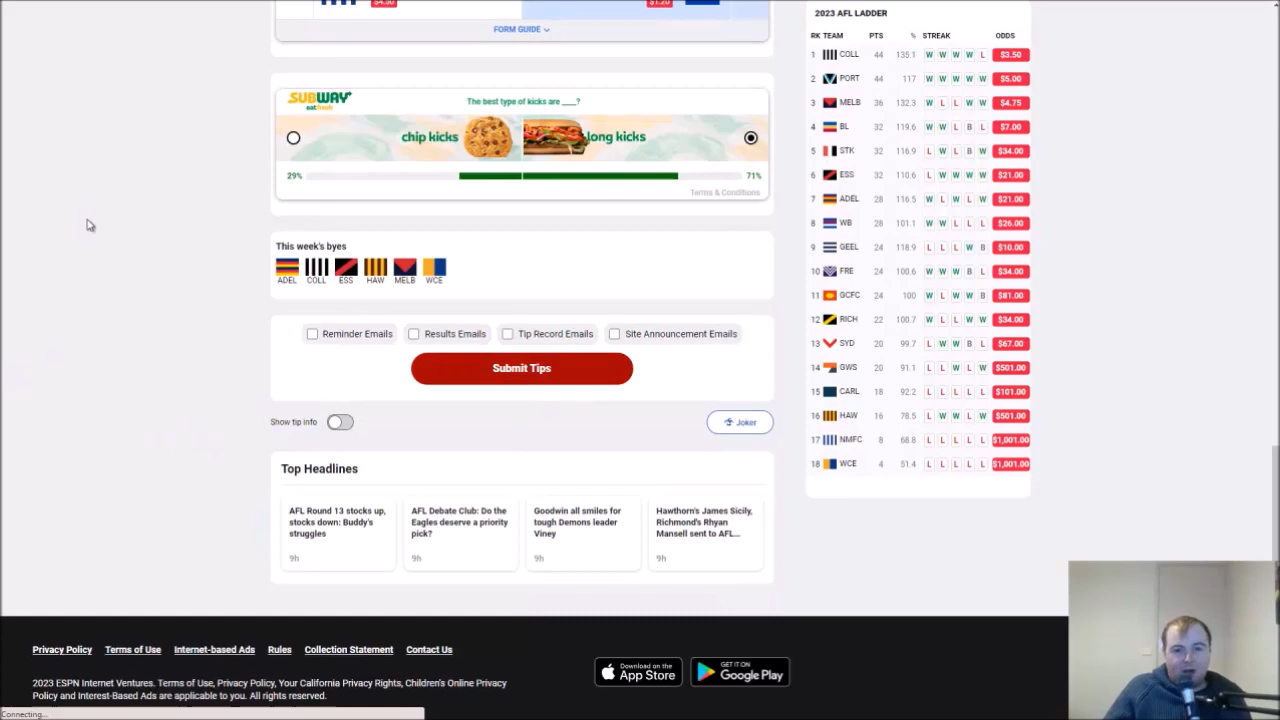 $4.50 $1.20
FORM GUIDE
SUBWAY
eat fresh
The best type of kicks are ____?
chip kicks long kicks
29% 71%
Terms & Conditions
This week's byes
ADEL COLL ESS HAW MELB WCE
Reminder Emails Results Emails Tip Record Emails Site Announcement Emails
Submit Tips
Show tip info Joker
Top Headlines
AFL Round 13 stocks up,
stocks down: Buddy's
struggles
9h
AFL Debate Club: Do the
Eagles deserve a priority
pick?
9h
Goodwin all smiles for
tough Demons leader
Viney
9h
Hawthorn's James Sicily,
Richmond's Rhyan
Mansell sent to AFL...
9h
2023 AFL LADDER
RK TEAM PTS % STREAK ODDS
1 COLL 44 135.1 W W W W L $3.50
2 PORT 44 117 W W W W W $5.00
3 MELB 36 132.3 W L L W W $4.75
4 BL 32 119.6 W W L B L $7.00
5 STK 32 116.9 L W L B W $34.00
6 ESS 32 110.6 L W W W W $21.00
7 ADEL 28 116.5 W L W L W $21.00
8 WB 28 101.1 W W L L L $26.00
9 GEEL 24 118.9 L L L W B $10.00
10 FRE 24 100.6 W W W B L $34.00
11 GCFC 24 100 W L W W B $81.00
12 RICH 22 100.7 W L L W W $34.00
13 SYD 20 99.7 L W W B L $67.00
14 GWS 20 91.1 L L W L W $501.00
15 CARL 18 92.2 L L L L L $101.00
16 HAW 16 78.5 L W W L W $501.00
17 NMFC 8 68.8 L L L L L $1,001.00
18 WCE 4 51.4 L L L L L $1,001.00
Privacy Policy Terms of Use Internet-based Ads Rules Collection Statement Contact Us
2023 ESPN Internet Ventures. Terms of Use, Privacy Policy, Your California Privacy Rights, Children's Online Privacy
Policy and Interest-Based Ads are applicable to you. All rights reserved.
Download on the
App Store
GET IT ON
Google Play
Connecting...